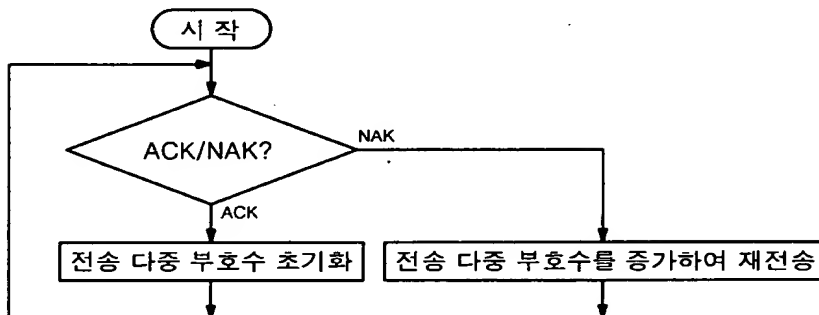 시 작
ACK/NAK?
NAK
ACK
전송 다중 부호수 초기화
전송 다중 부호수를 증가하여 재전송